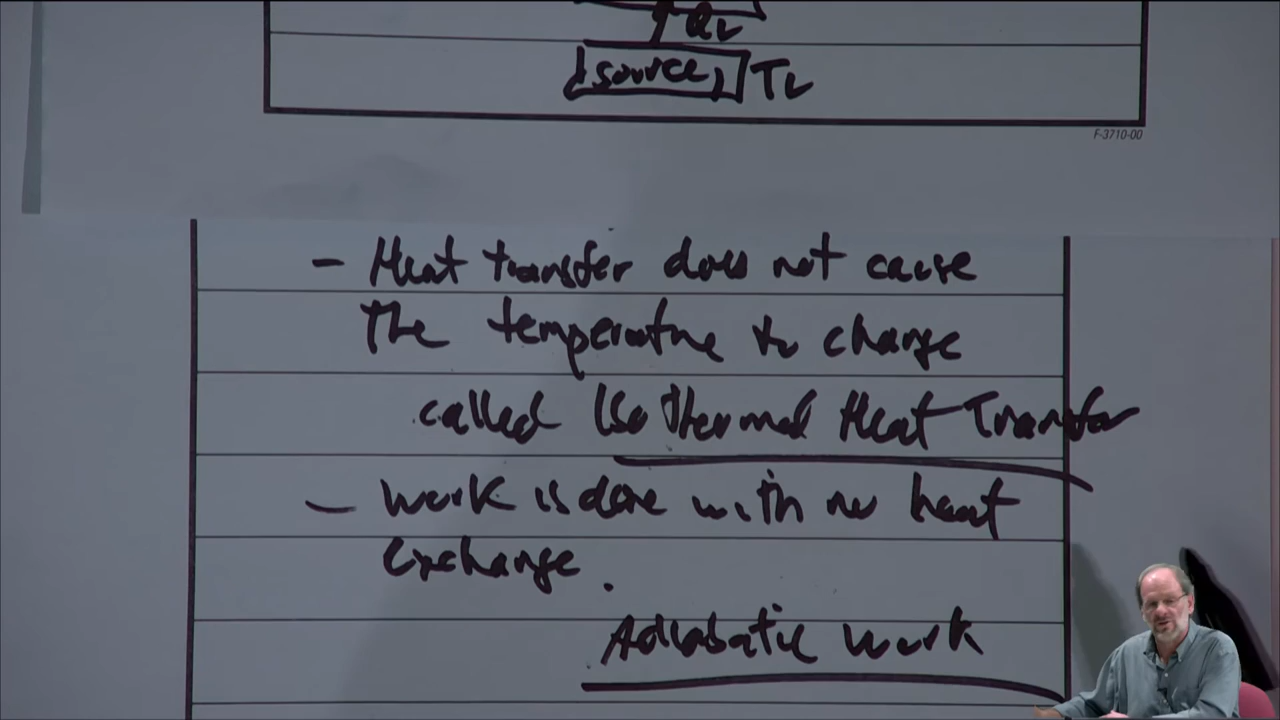 QL
source TL
F-3710-00
- Heat transfer does not cause
the temperature to change
called Isothermal Heat Transfer
- Work is done with no heat
exchange.
Adiabatic work